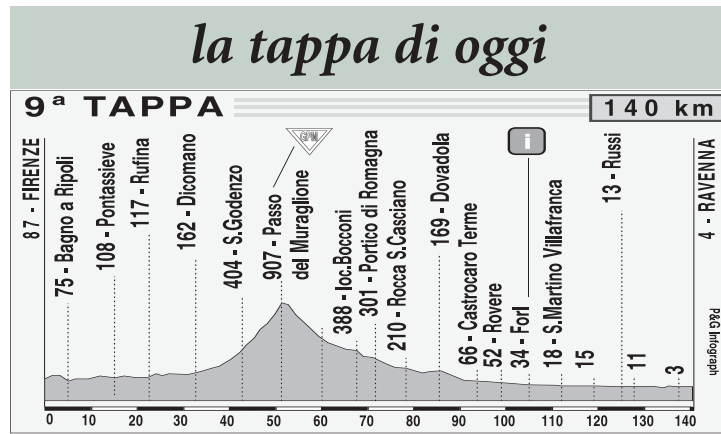 la tappa di oggi
9ª TAPPA
140 km
87 - FIRENZE
75 - Bagno a Ripoli
108 - Pontassieve
117 - Rufina
162 - Dicomano
404 - S.Godenzo
GPM
907 - Passo
del Muraglione
388 - loc.Bocconi
301 - Portico di Romagna
210 - Rocca S.Casciano
169 - Dovadola
66 - Castrocaro Terme
52 - Rovere
i
34 - Forl
18 - S.Martino Villafranca
15
13 - Russi
11
3
4 - RAVENNA
P&G Infograph
0 10 20 30 40 50 60 70 80 90 100 110 120 130 140